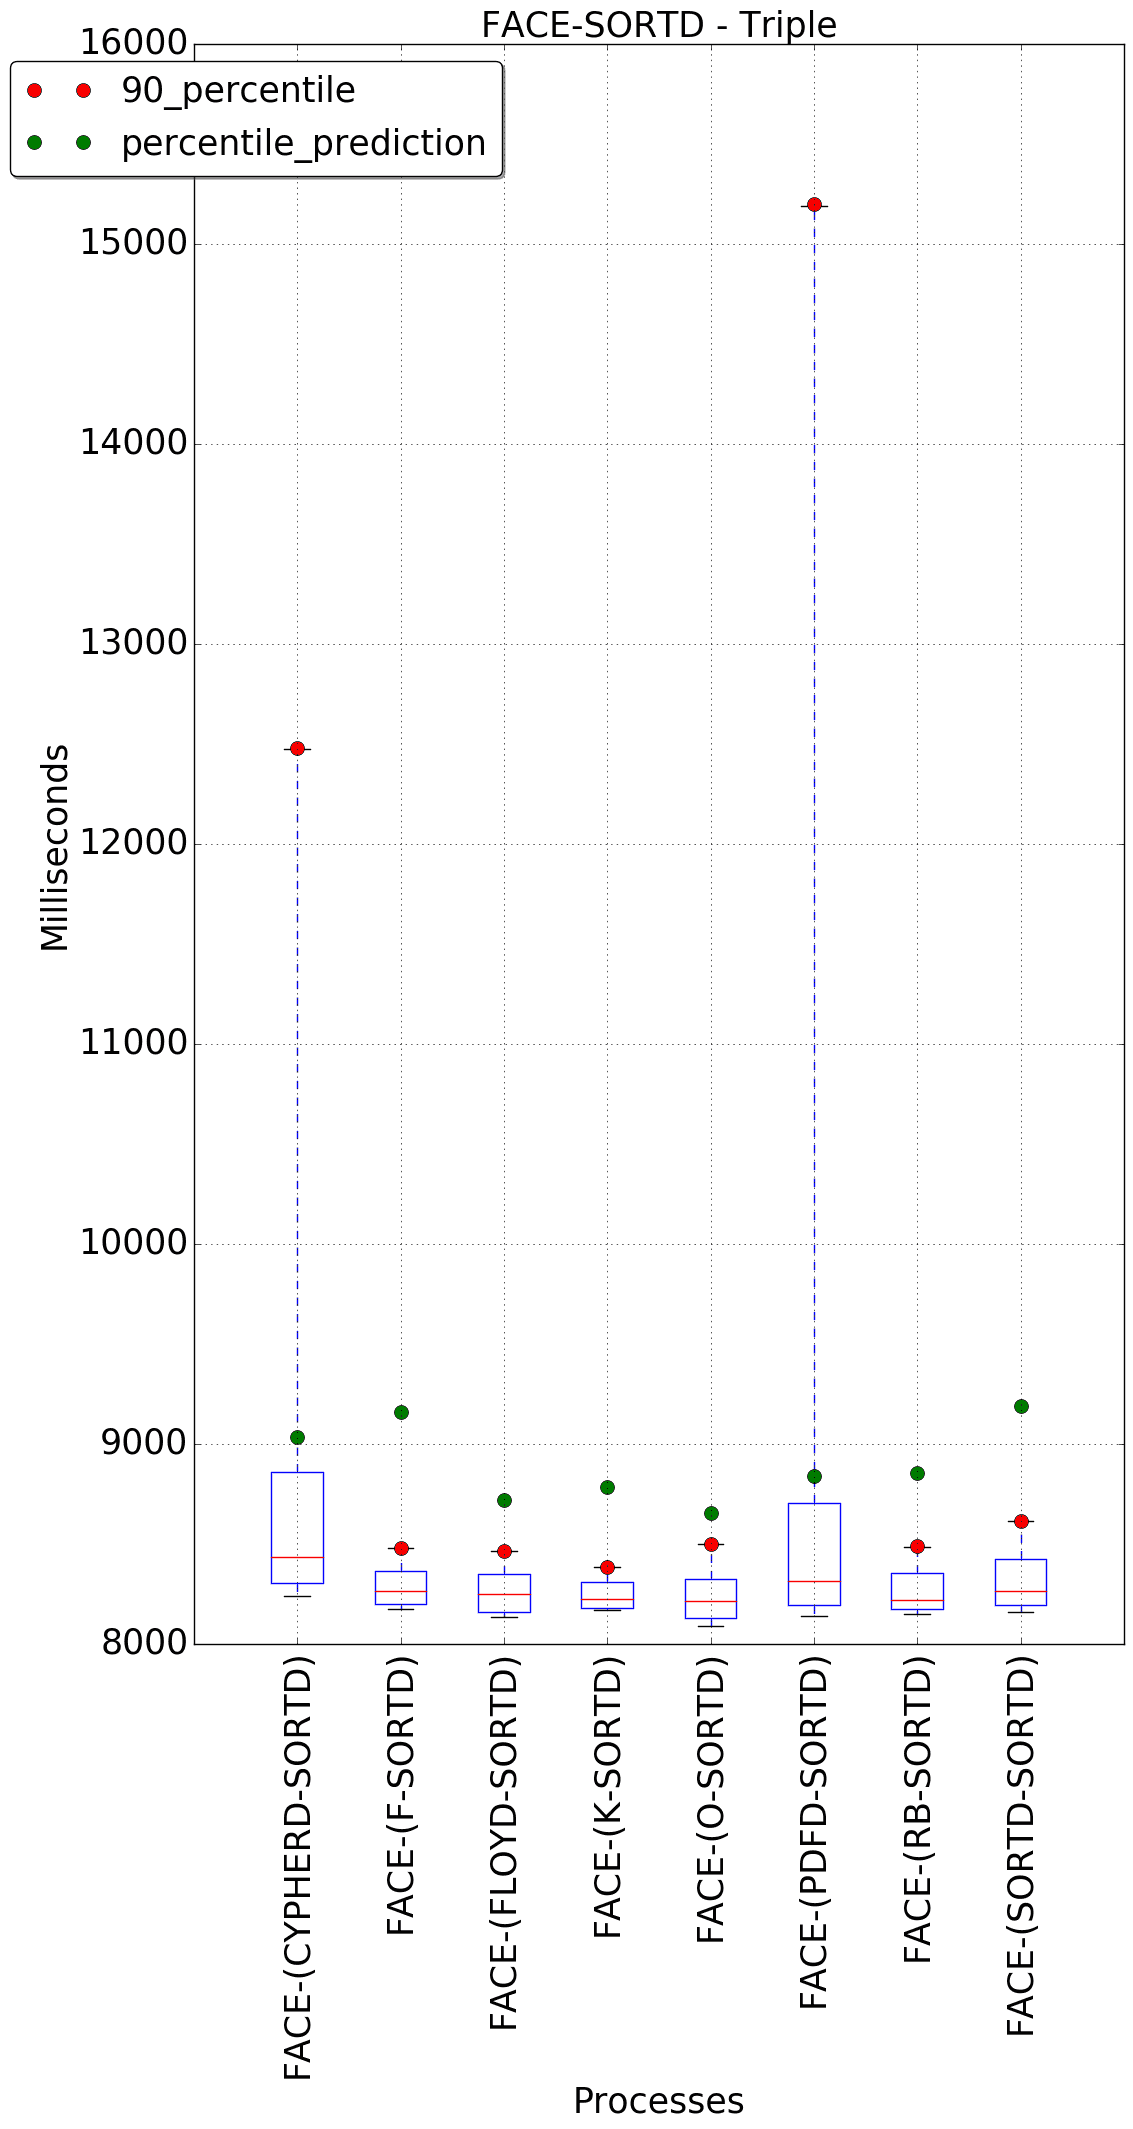 FACE-SORTD - Triple
16000
90_percentile
percentile_prediction
15000
14000
13000
12000
11000
10000
9000
8000
Milliseconds
FACE-(CYPHERD-SORTD)
FACE-(F-SORTD)
FACE-(FLOYD-SORTD)
FACE-(K-SORTD)
FACE-(O-SORTD)
FACE-(PDFD-SORTD)
FACE-(RB-SORTD)
FACE-(SORTD-SORTD)
Processes